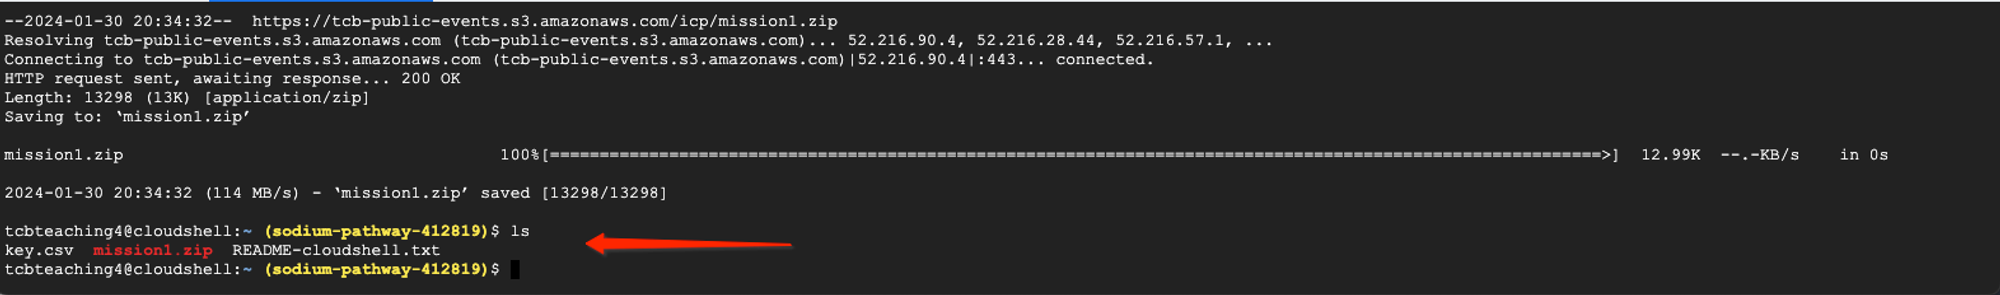 --2024-01-30 20:34:32--  https://tcb-public-events.s3.amazonaws.com/icp/mission1.zip
Resolving tcb-public-events.s3.amazonaws.com (tcb-public-events.s3.amazonaws.com)... 52.216.90.4, 52.216.28.44, 52.216.57.1, ...
Connecting to tcb-public-events.s3.amazonaws.com (tcb-public-events.s3.amazonaws.com)|52.216.90.4|:443... connected.
HTTP request sent, awaiting response... 200 OK
Length: 13298 (13K) [application/zip]
Saving to: ‘mission1.zip’
mission1.zip 100%[==========================================================================================================>] 12.99K --.-KB/s in 0s
2024-01-30 20:34:32 (114 MB/s) - ‘mission1.zip’ saved [13298/13298]
tcbteaching4@cloudshell:~ (sodium-pathway-412819)$ ls
key.csv  mission1.zip  README-cloudshell.txt
tcbteaching4@cloudshell:~ (sodium-pathway-412819)$